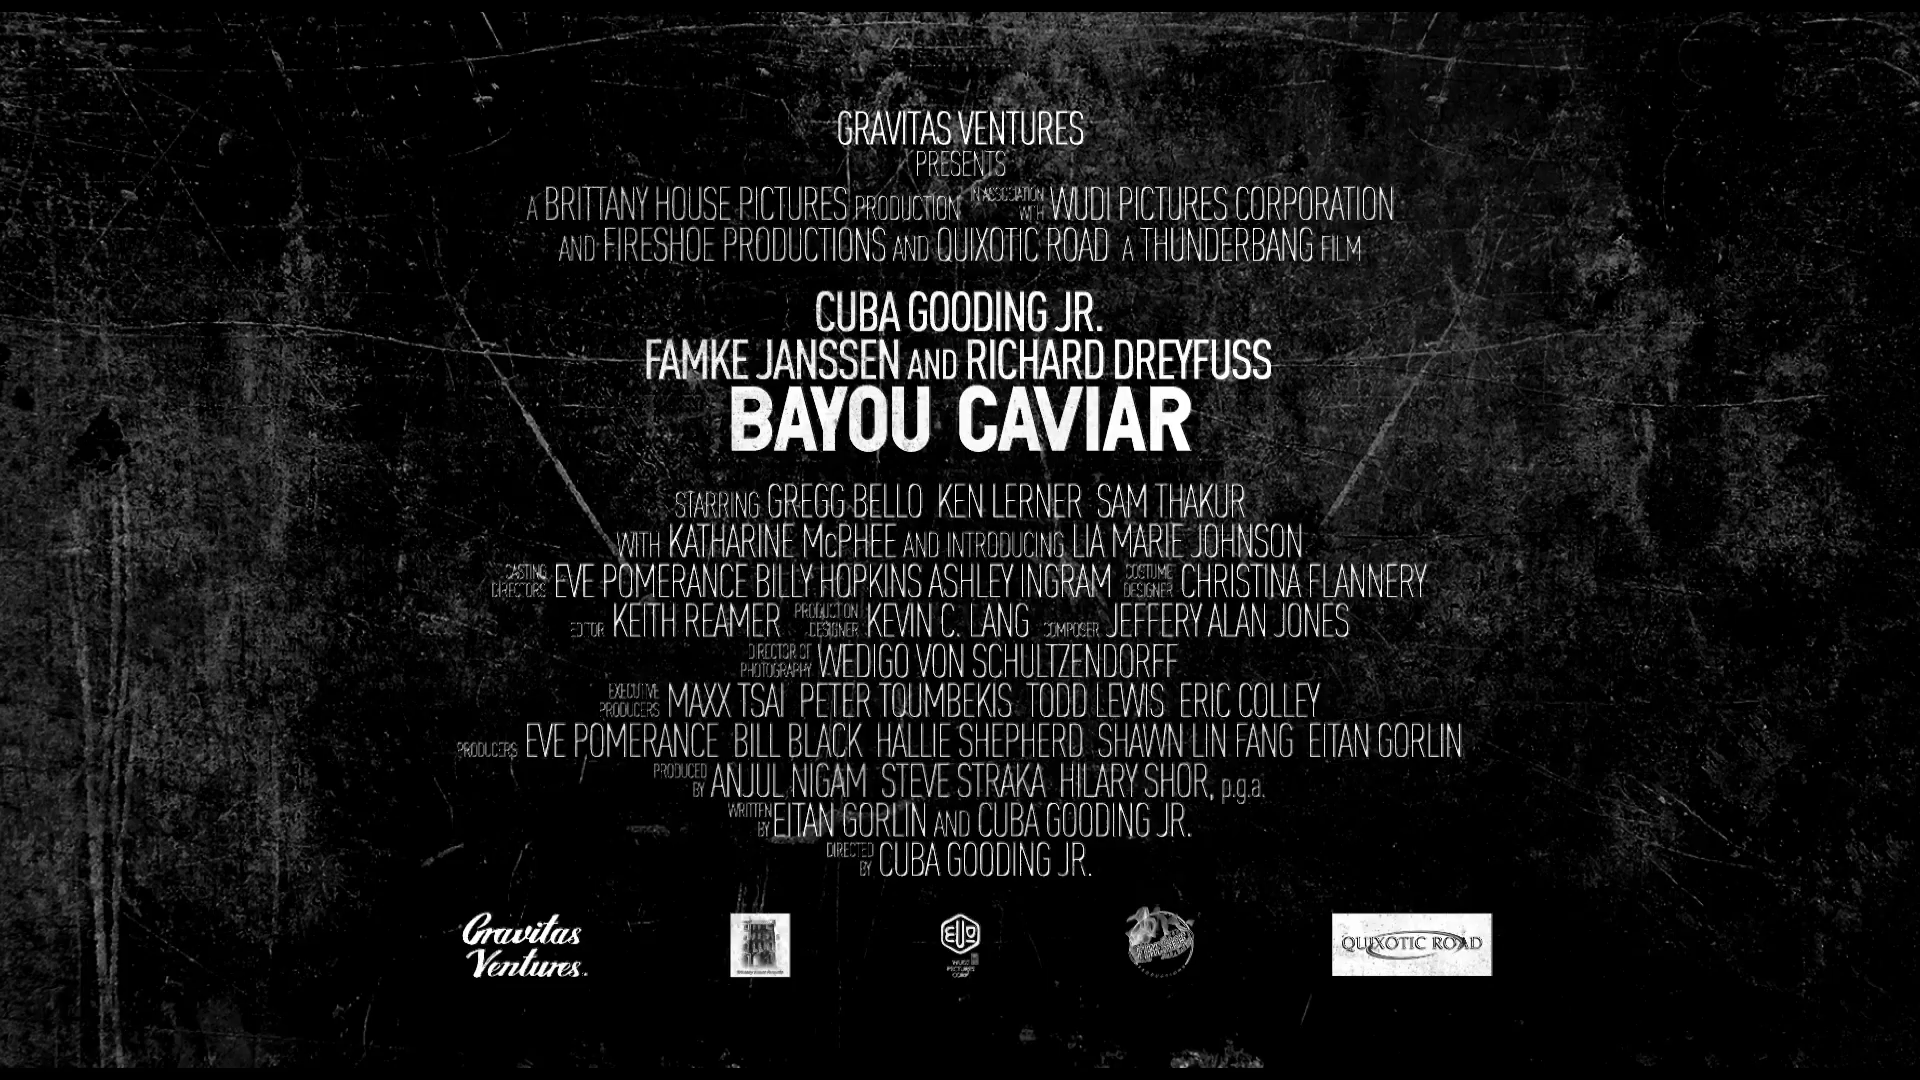 GRAVITAS VENTURES
PRESENTS
A BRITTANY HOUSE PICTURES PRODUCTION IN ASSOCIATION WITH WUDI PICTURES CORPORATION
AND FIRESHOE PRODUCTIONS AND QUIXOTIC ROAD A THUNDERBANG FILM
CUBA GOODING JR.
FAMKE JANSSEN AND RICHARD DREYFUSS
BAYOU CAVIAR
STARRING GREGG BELLO KEN LERNER SAM THAKUR
WITH KATHARINE McPHEE AND INTRODUCING LIA MARIE JOHNSON
CASTING DIRECTORS EVE POMERANCE BILLY HOPKINS ASHLEY INGRAM COSTUME DESIGNER CHRISTINA FLANNERY
EDITOR KEITH REAMER PRODUCTION DESIGNER KEVIN C. LANG COMPOSER JEFFERY ALAN JONES
DIRECTOR OF PHOTOGRAPHY WEDIGO VON SCHULTZENDORFF
EXECUTIVE PRODUCERS MAXX TSAI PETER TOUMBEKIS TODD LEWIS ERIC COLLEY
PRODUCERS EVE POMERANCE BILL BLACK HALLIE SHEPHERD SHAWN LIN FANG EITAN GORLIN
PRODUCED BY ANJUL NIGAM STEVE STRAKA HILARY SHOR, p.g.a.
WRITTEN BY EITAN GORLIN AND CUBA GOODING JR.
DIRECTED BY CUBA GOODING JR.
Gravitas Ventures.
WUDI PICTURES CORP
QUIXOTIC ROAD